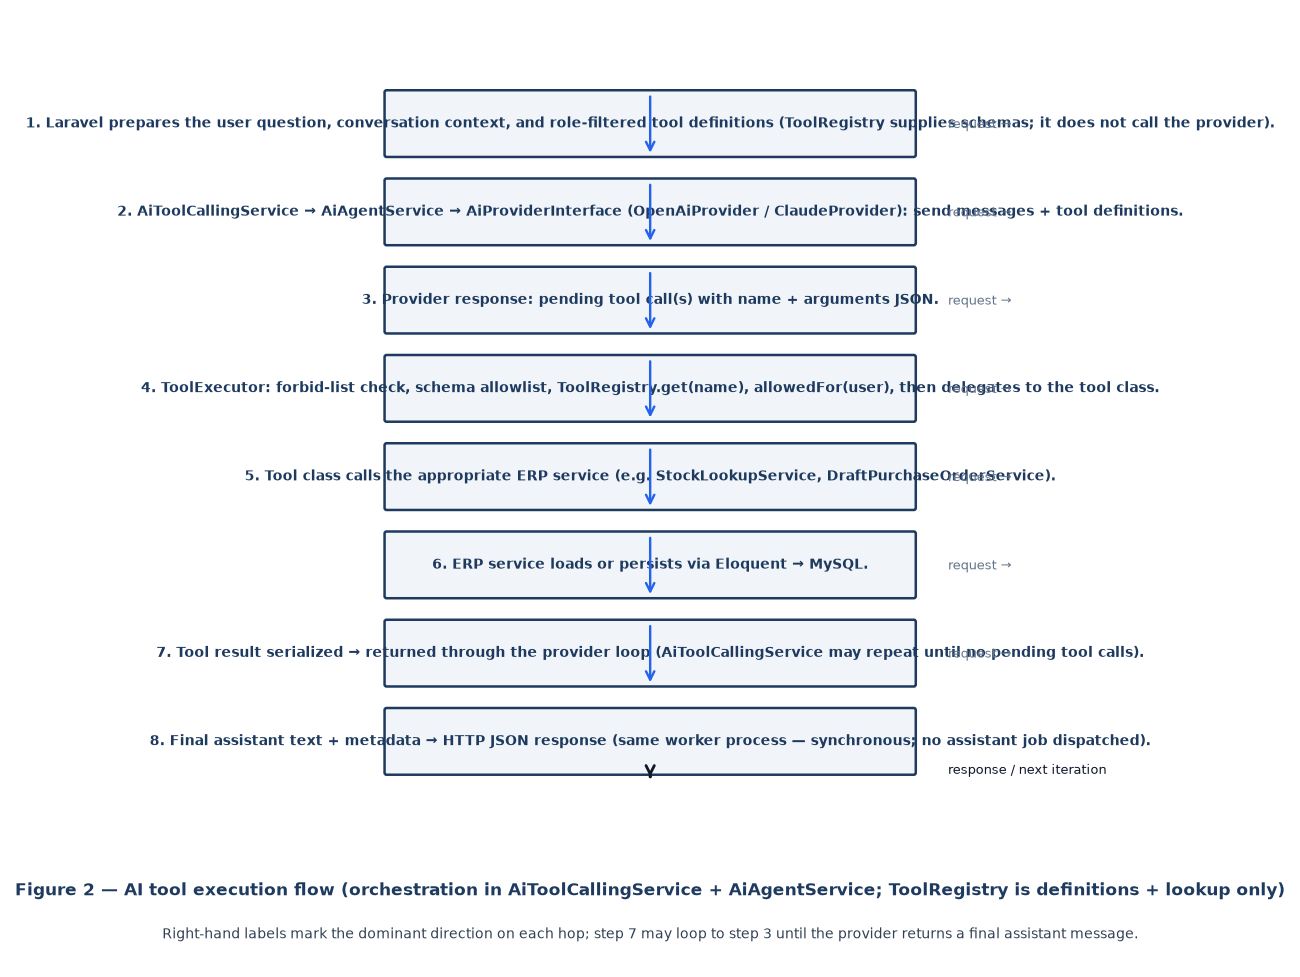 1. Laravel prepares the user question, conversation context, and role-filtered tool definitions (ToolRegistry supplies schemas; it does not call the provider).
request →
2. AiToolCallingService → AiAgentService → AiProviderInterface (OpenAiProvider / ClaudeProvider): send messages + tool definitions.
request →
3. Provider response: pending tool call(s) with name + arguments JSON.
request →
4. ToolExecutor: forbid-list check, schema allowlist, ToolRegistry.get(name), allowedFor(user), then delegates to the tool class.
request →
5. Tool class calls the appropriate ERP service (e.g. StockLookupService, DraftPurchaseOrderService).
request →
6. ERP service loads or persists via Eloquent → MySQL.
request →
7. Tool result serialized → returned through the provider loop (AiToolCallingService may repeat until no pending tool calls).
request →
8. Final assistant text + metadata → HTTP JSON response (same worker process — synchronous; no assistant job dispatched).
response / next iteration
Figure 2 — AI tool execution flow (orchestration in AiToolCallingService + AiAgentService; ToolRegistry is definitions + lookup only)
Right-hand labels mark the dominant direction on each hop; step 7 may loop to step 3 until the provider returns a final assistant message.